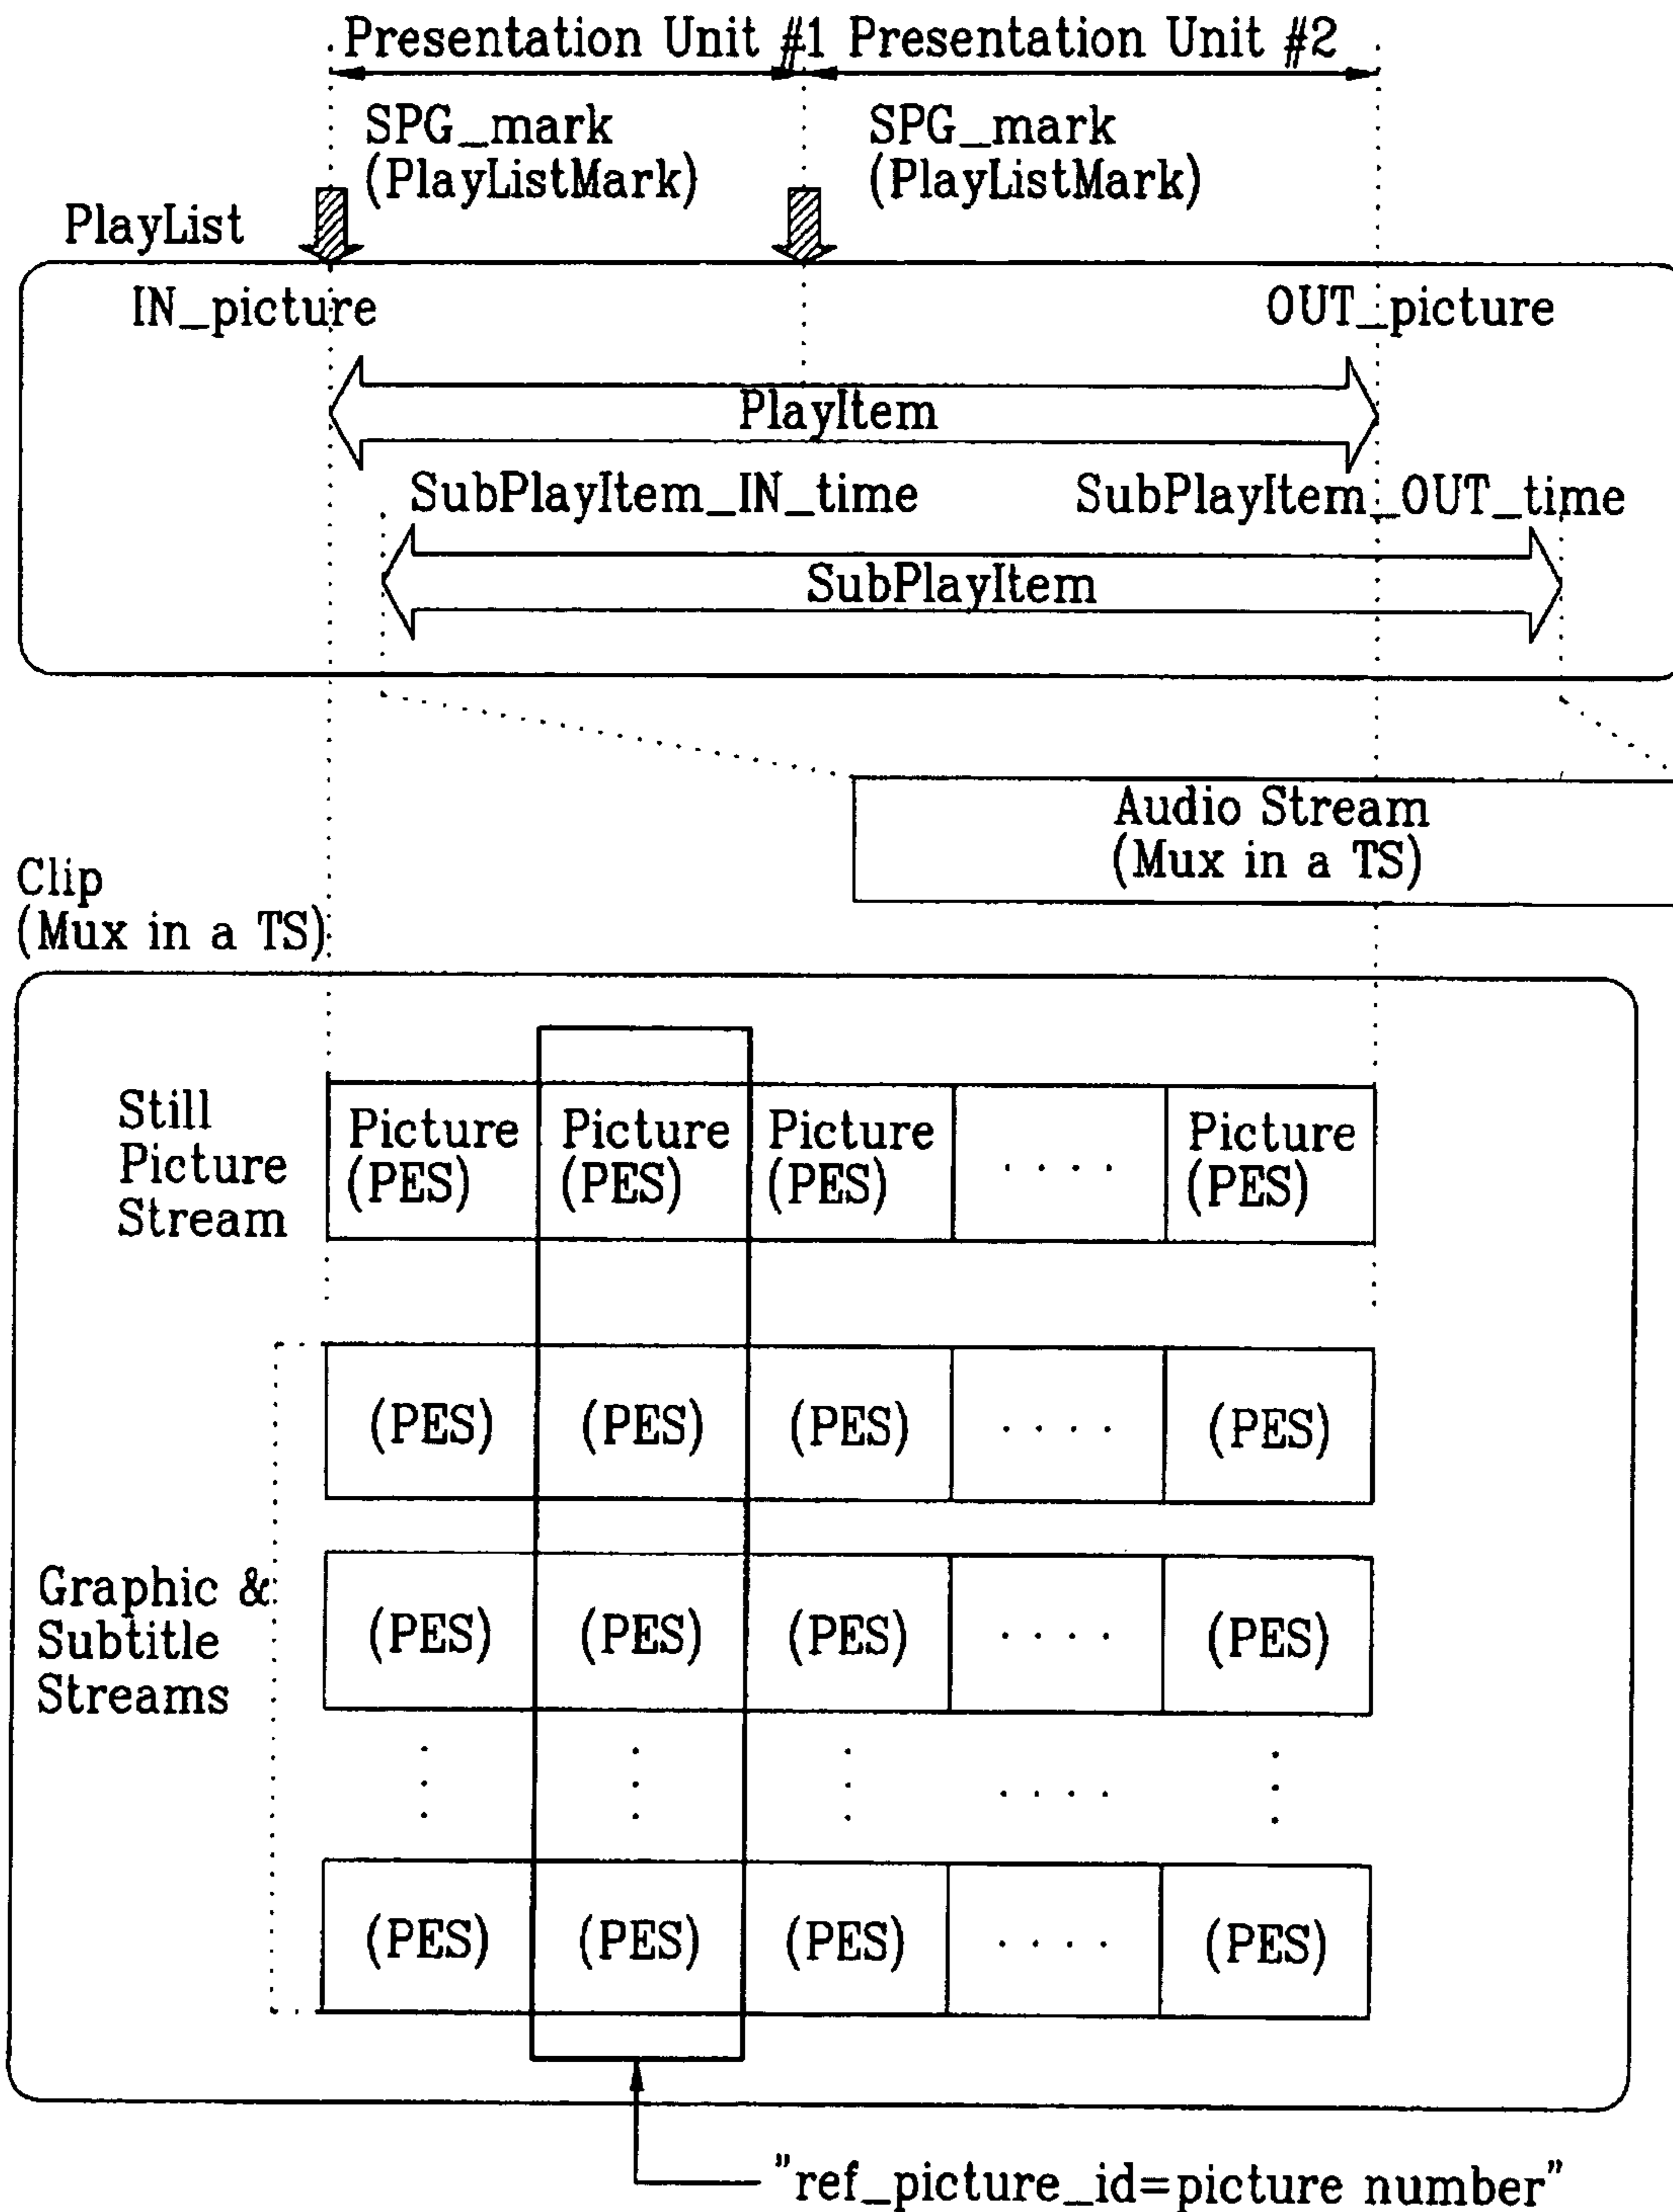 Presentation Unit #1 Presentation Unit #2
SPG_mark
(PlayListMark)
SPG_mark
(PlayListMark)
PlayList
IN_picture
OUT_picture
PlayItem
SubPlayItem_IN_time
SubPlayItem_OUT_time
SubPlayItem
Audio Stream
(Mux in a TS)
Clip
(Mux in a TS)
Still
Picture
Stream
Picture
(PES)
Picture
(PES)
Picture
(PES)
. . . .
Picture
(PES)
(PES)
(PES)
(PES)
. . . .
(PES)
Graphic &
Subtitle
Streams
(PES)
(PES)
(PES)
. . . .
(PES)
. . . .
(PES)
(PES)
(PES)
. . . .
(PES)
"ref_picture_id=picture number"